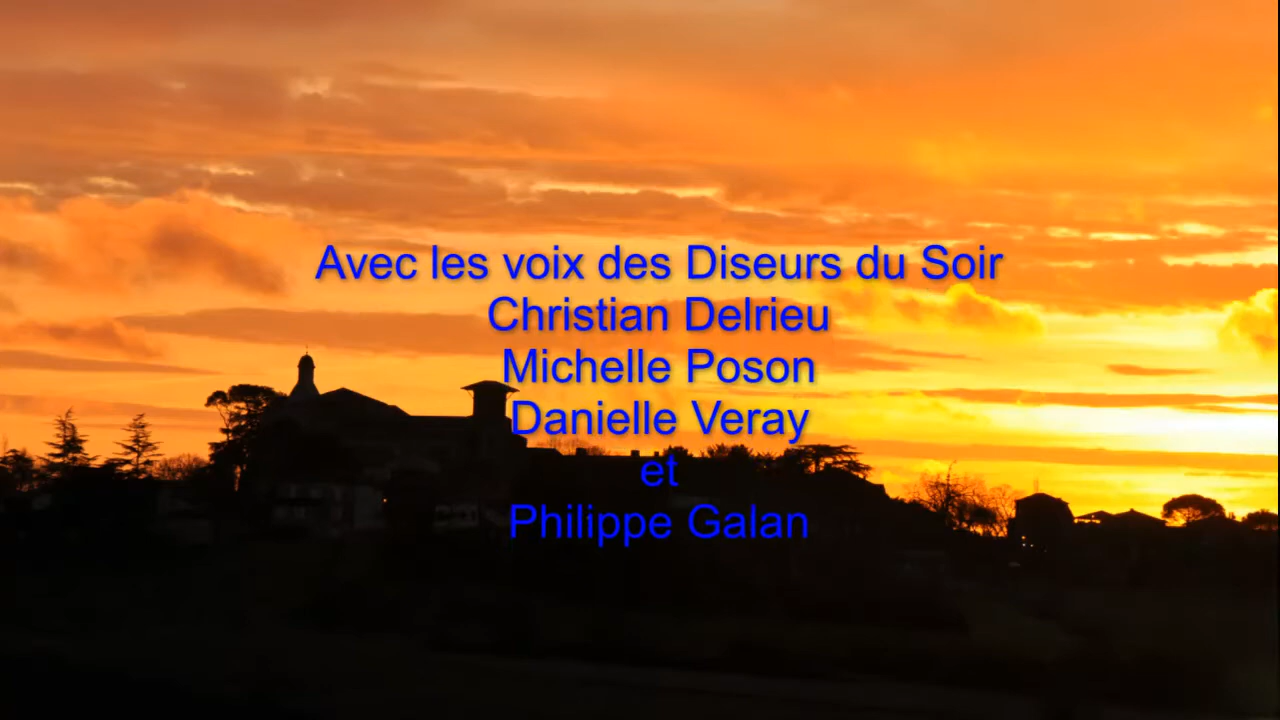 Avec les voix des Diseurs du Soir
Christian Delrieu
Michelle Poson
Danielle Veray
et
Philippe Galan